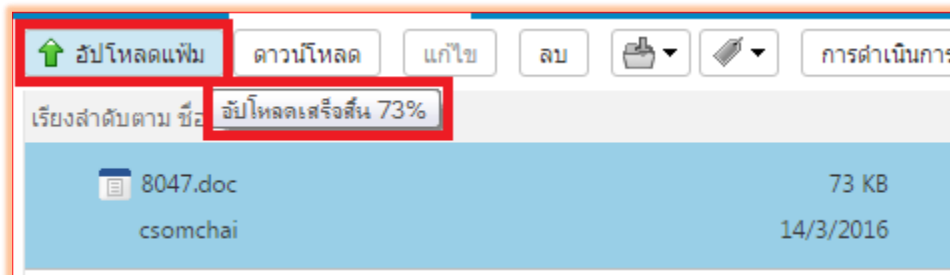 อัปโหลดแฟ้ม ดาวน์โหลด แก้ไข ลบ การดำเนินการ
เรียงลำดับตาม ชื่อ อัปโหลดเสร็จสิ้น 73%
8047.doc 73 KB
csomchai 14/3/2016